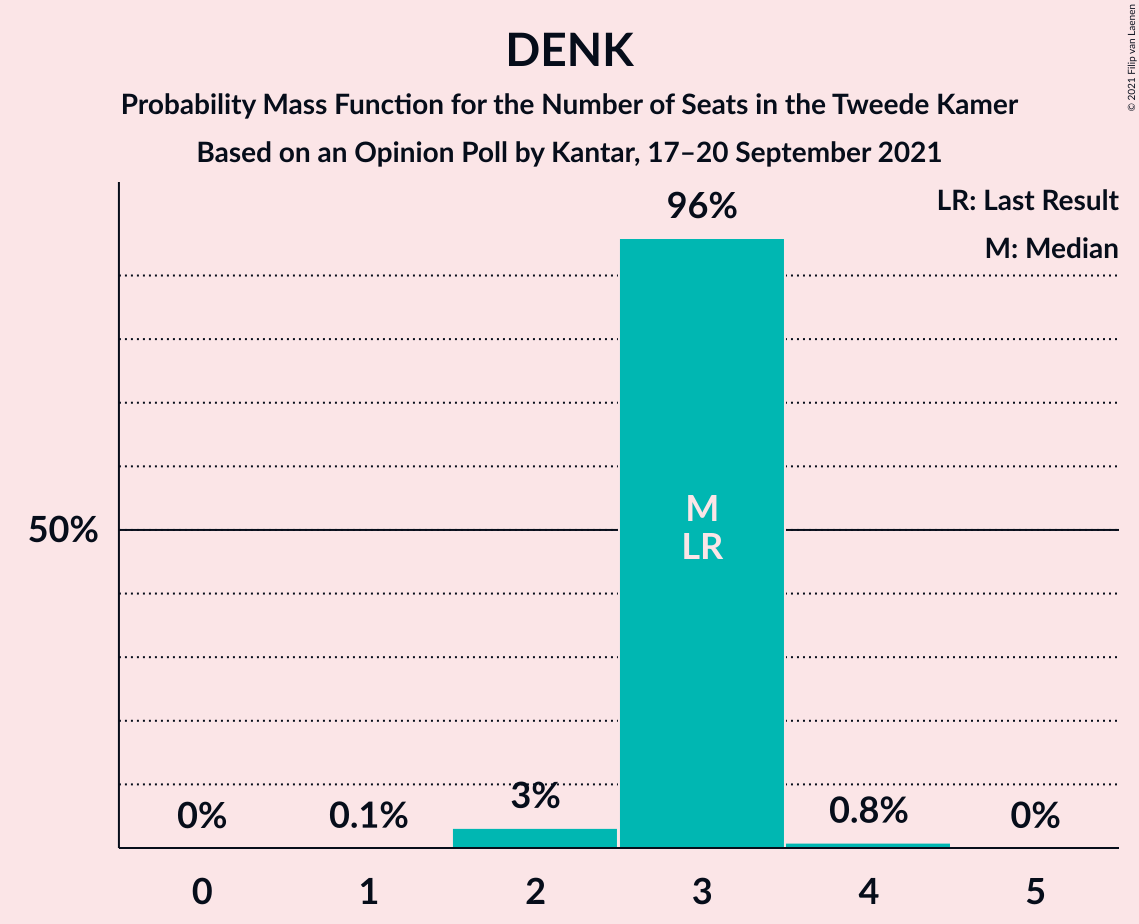 DENK
Probability Mass Function for the Number of Seats in the Tweede Kamer
Based on an Opinion Poll by Kantar, 17–20 September 2021
© 2021 Filip van Laenen
LR: Last Result
M: Median
96%
M
LR
50%
0%
0.1%
3%
0.8%
0%
0
1
2
3
4
5